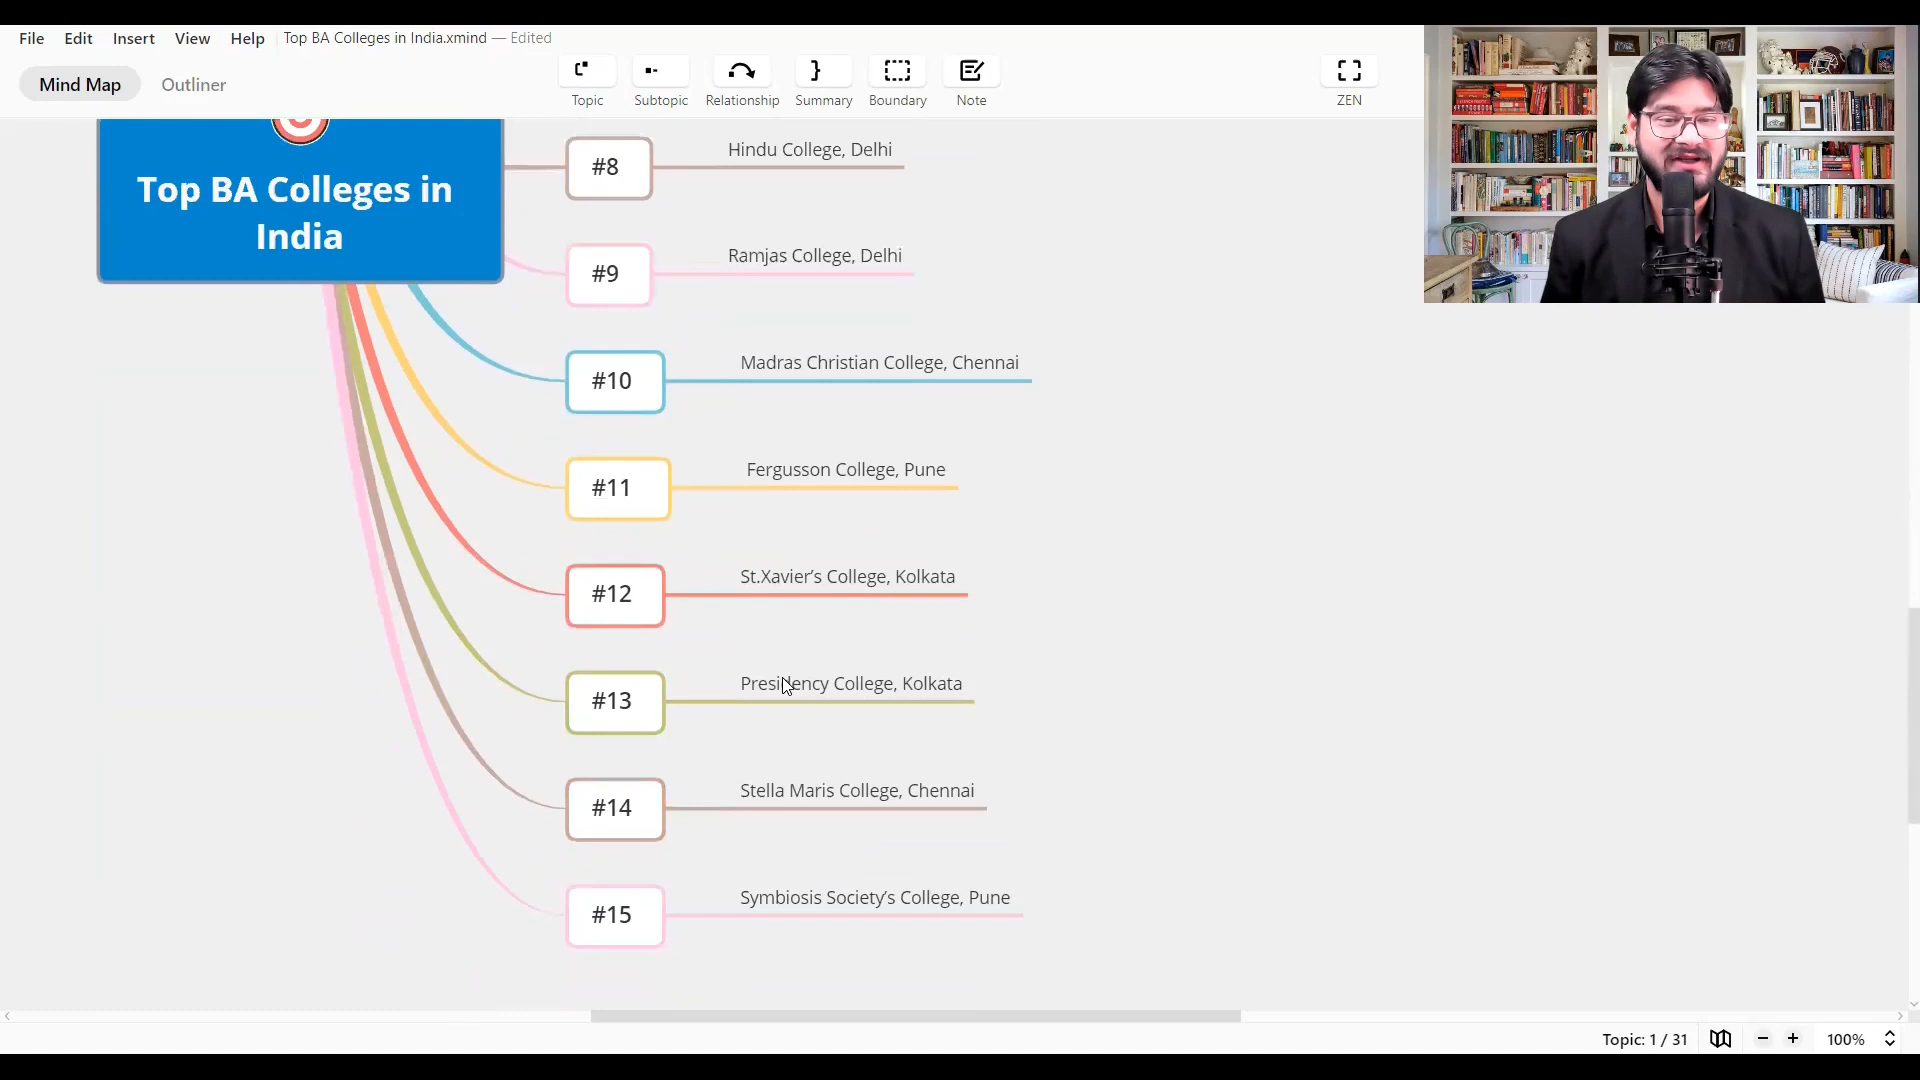 File Edit Insert View Help Top BA Colleges in India.xmind — Edited
Mind Map Outliner
Topic Subtopic Relationship Summary Boundary Note ZEN
Top BA Colleges in
India
#8 Hindu College, Delhi
#9 Ramjas College, Delhi
#10 Madras Christian College, Chennai
#11 Fergusson College, Pune
#12 St.Xavier’s College, Kolkata
#13 Presidency College, Kolkata
#14 Stella Maris College, Chennai
#15 Symbiosis Society’s College, Pune
Topic: 1 / 31 100%